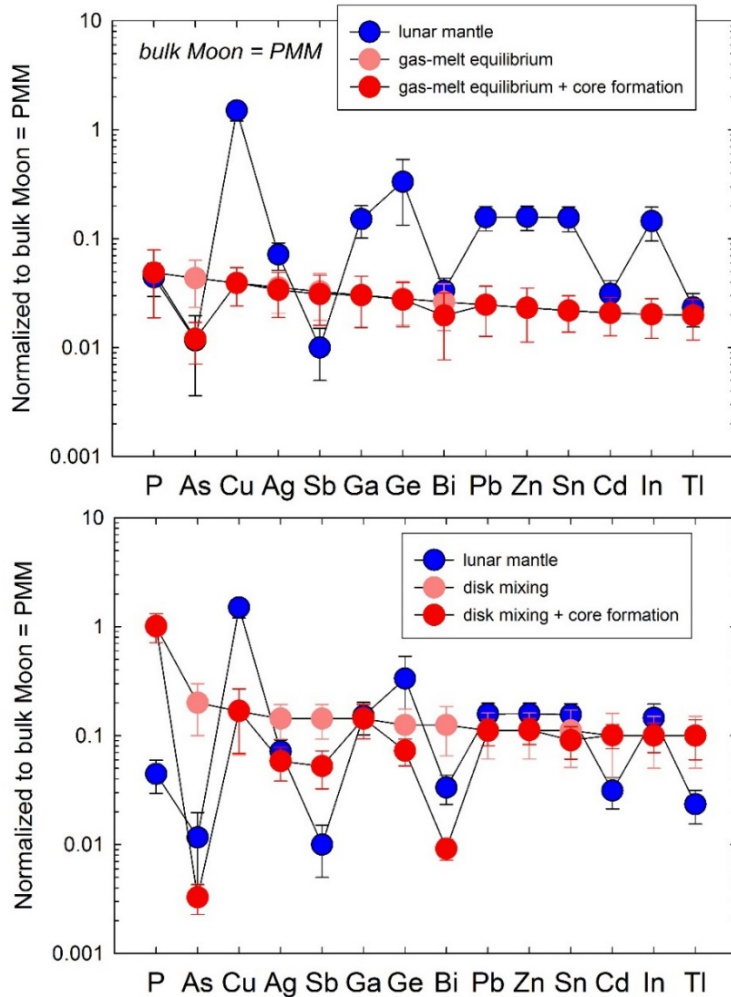 bulk Moon = PMM
lunar mantle
gas-melt equilibrium
gas-melt equilibrium + core formation
Normalized to bulk Moon = PMM
10
1
0.1
0.01
0.001
P As Cu Ag Sb Ga Ge Bi Pb Zn Sn Cd In Tl
lunar mantle
disk mixing
disk mixing + core formation
Normalized to bulk Moon = PMM
10
1
0.1
0.01
0.001
P As Cu Ag Sb Ga Ge Bi Pb Zn Sn Cd In Tl